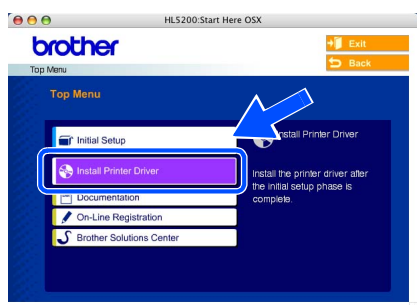 HL5200:Start Here OSX
brother
Exit
Back
Top Menu
Top Menu
Initial Setup
Install Printer Driver
Documentation
On-Line Registration
Brother Solutions Center
nstall Printer Driver
Install the printer driver after
the initial setup phase is
complete.